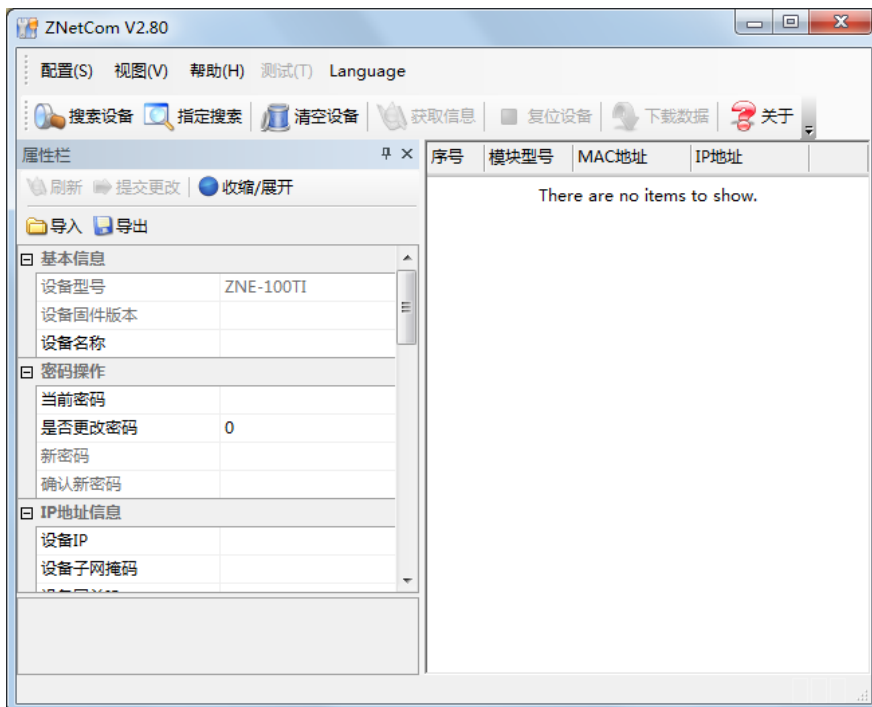 ZNetCom V2.80
配置(S) 视图(V) 帮助(H) 测试(T) Language
搜索设备 指定搜索 清空设备 获取信息 复位设备 下载数据 关于
属性栏
刷新 提交更改 收缩/展开
导入 导出
基本信息
设备型号 ZNE-100TI
设备固件版本
设备名称
密码操作
当前密码
是否更改密码 0
新密码
确认新密码
IP地址信息
设备IP
设备子网掩码
序号 模块型号 MAC地址 IP地址
There are no items to show.